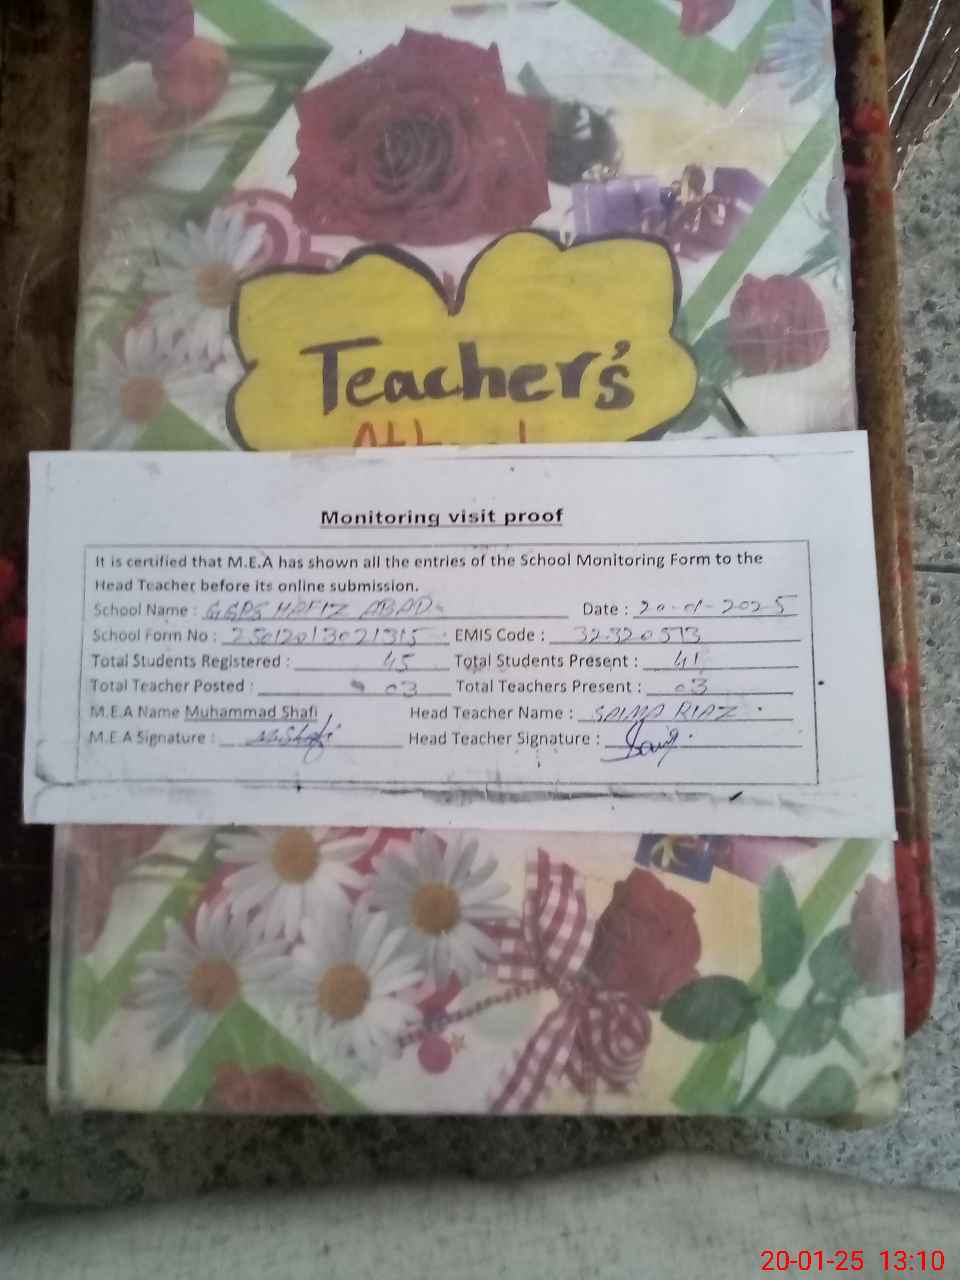 Teacher's
Monitoring visit proof
It is certified that M.E.A has shown all the entries of the School Monitoring Form to the
Head Teacher before its online submission.
School Name : GGPS HAFIZ ABAD Date : 20-01-2025
School Form No : 25012013021315 EMIS Code : 32320573
Total Students Registered : 45 Total Students Present : 41
Total Teacher Posted : 03 Total Teachers Present : 03
M.E.A Name Muhammad Shafi Head Teacher Name : SAIMA RIAZ
M.E.A Signature : M.Shafi Head Teacher Signature :
20-01-25 13:10